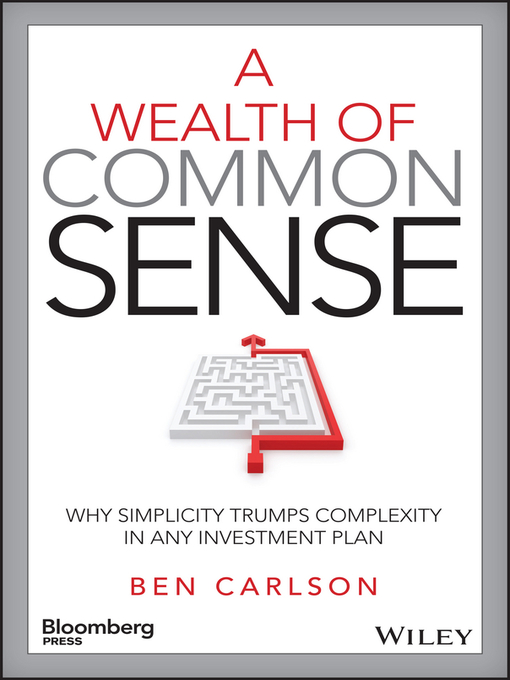 A
WEALTH OF
COMMON
SENSE
WHY SIMPLICITY TRUMPS COMPLEXITY
IN ANY INVESTMENT PLAN
BEN CARLSON
Bloomberg
PRESS
WILEY